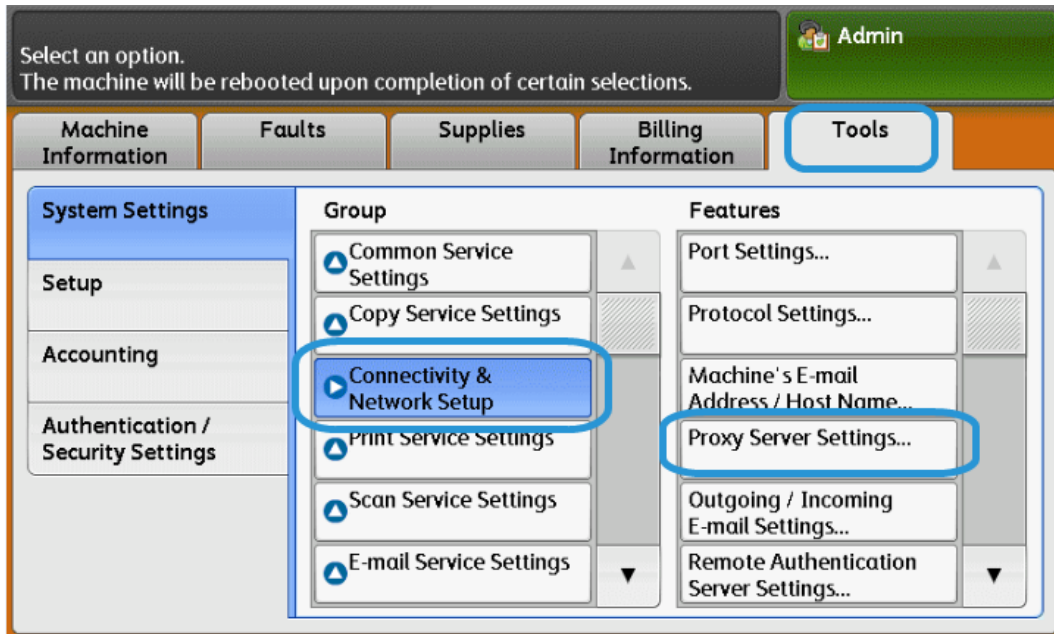 Select an option.
The machine will be rebooted upon completion of certain selections.
Admin
Machine
Information
Faults
Supplies
Billing
Information
Tools
System Settings
Setup
Accounting
Authentication /
Security Settings
Group
Common Service
Settings
Copy Service Settings
Connectivity &
Network Setup
Print Service Settings
Scan Service Settings
E-mail Service Settings
Features
Port Settings...
Protocol Settings...
Machine's E-mail
Address / Host Name...
Proxy Server Settings...
Outgoing / Incoming
E-mail Settings...
Remote Authentication
Server Settings...